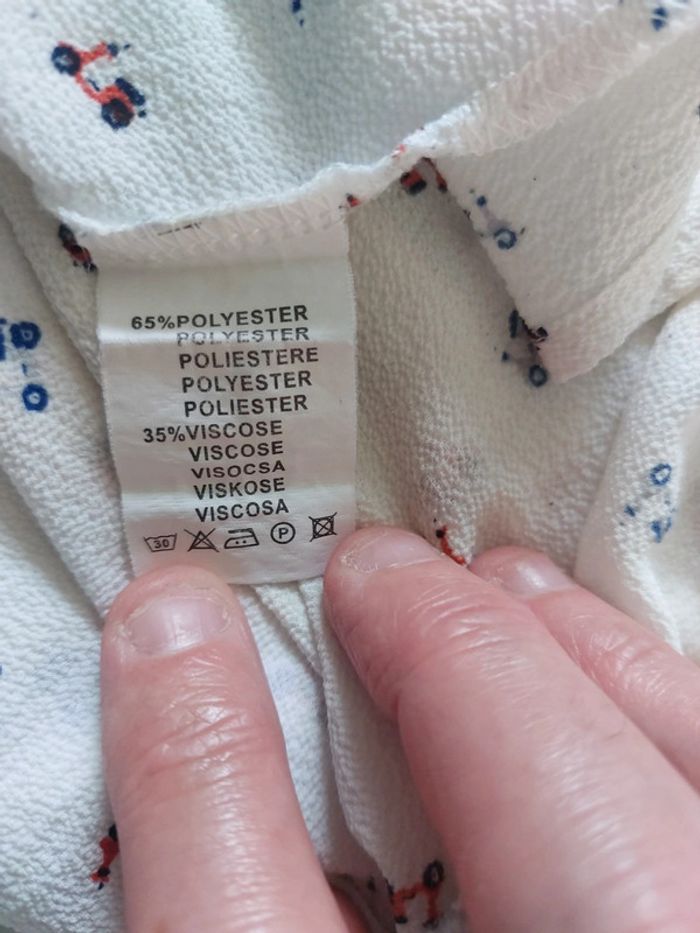 65%POLYESTER
POLYESTER
POLIESTERE
POLYESTER
POLIESTER
35%VISCOSE
VISCOSE
VISOCSA
VISKOSE
VISCOSA
30 P